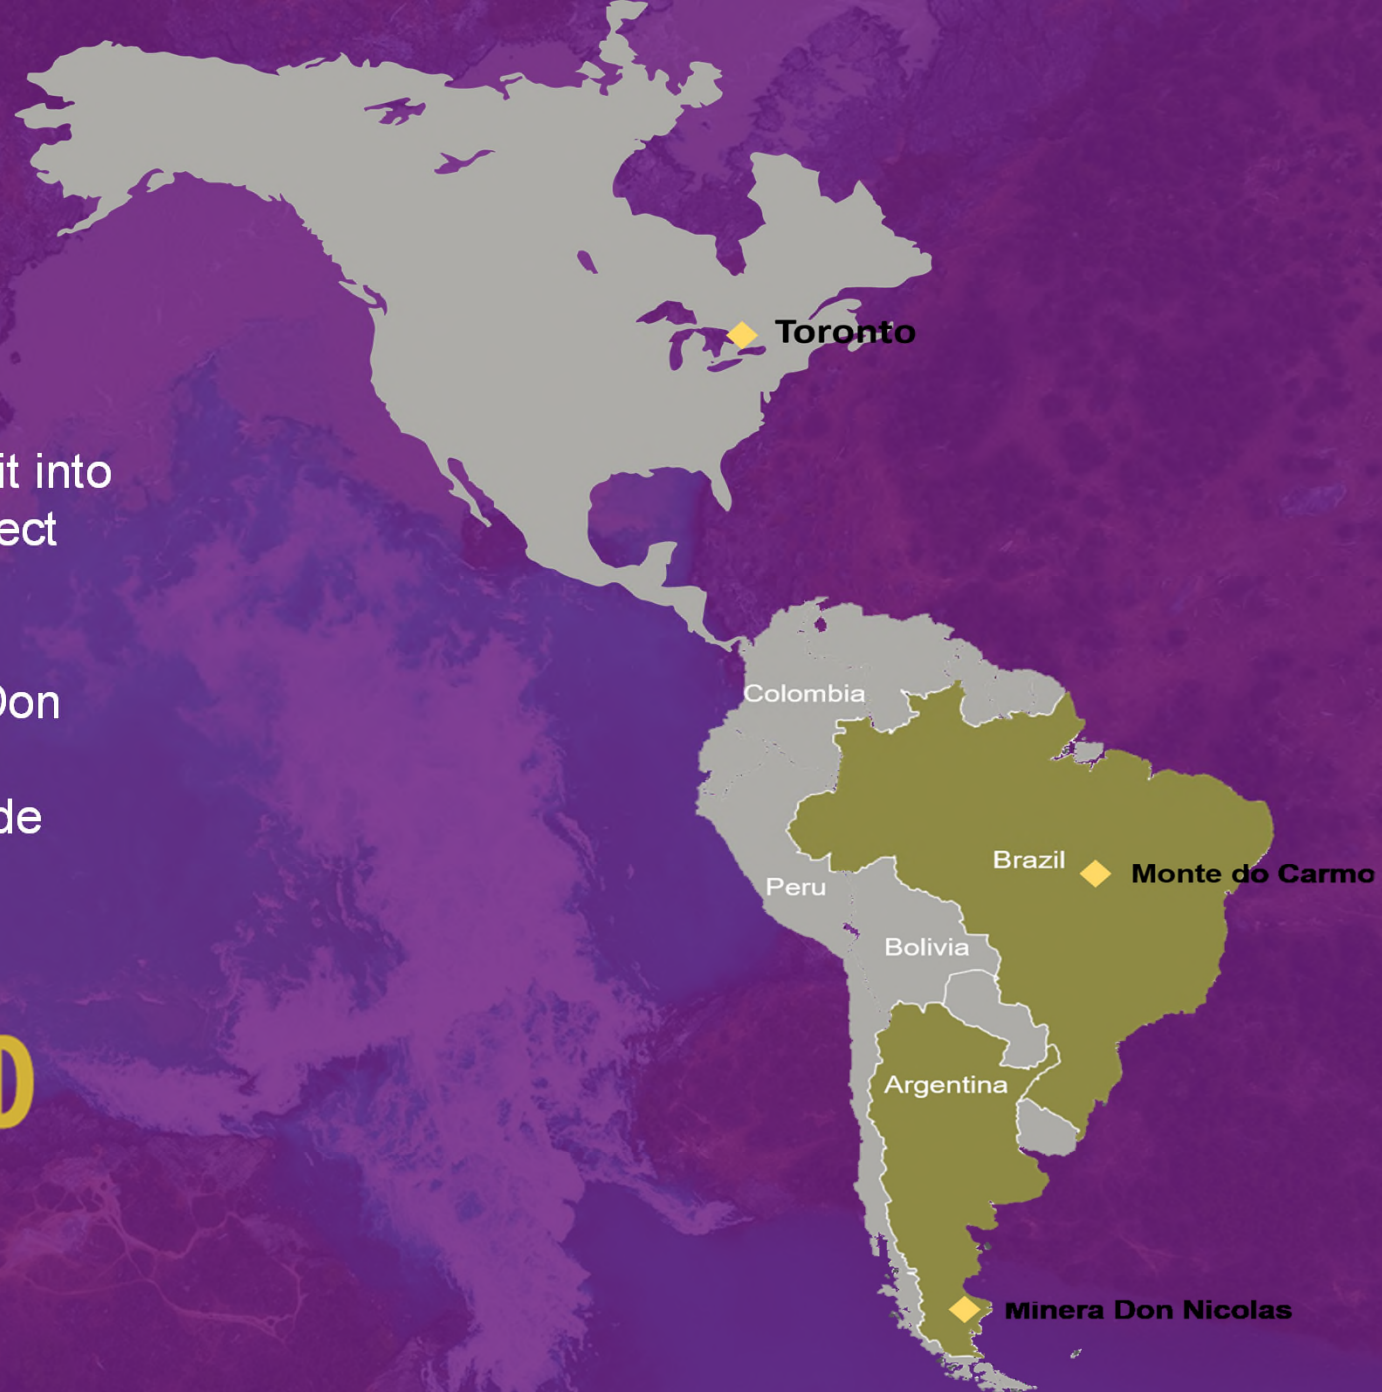 it into
ect
Don
de
D
Toronto
Colombia
Brazil
Monte do Carmo
Peru
Bolivia
Argentina
Minera Don Nicolas